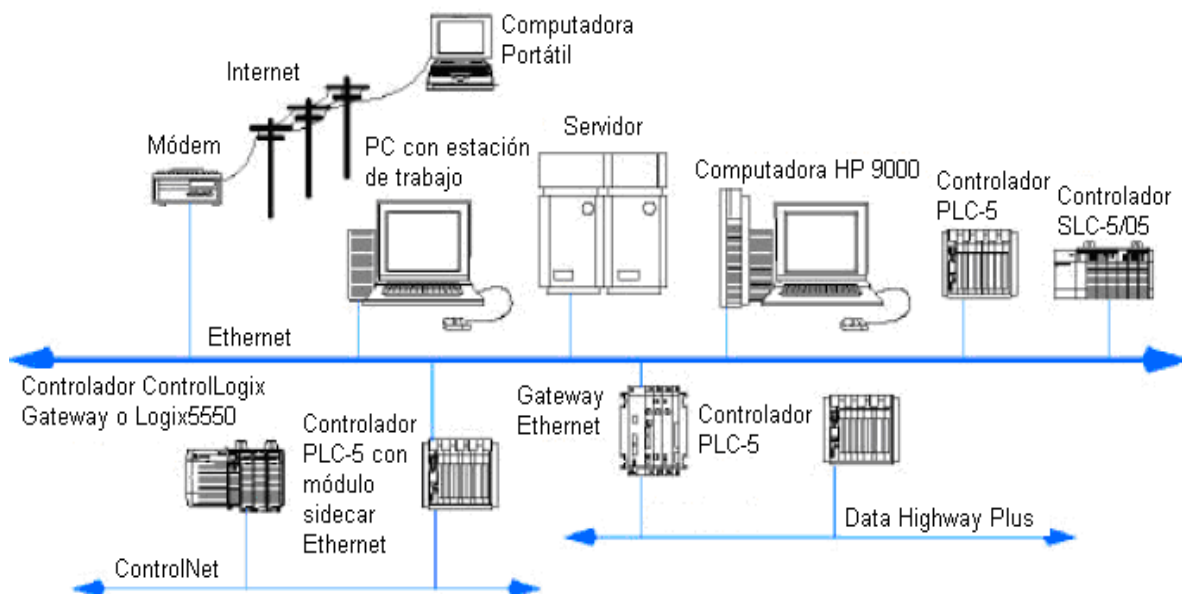 Computadora
Portátil
Internet
Módem
PC con estación
de trabajo
Servidor
Computadora HP 9000
Controlador
PLC-5
Controlador
SLC-5/05
Ethernet
Controlador ControlLogix
Gateway o Logix5550
Controlador
PLC-5 con
módulo
sidecar
Ethernet
Gateway
Ethernet
Controlador
PLC-5
Data Highway Plus
ControlNet